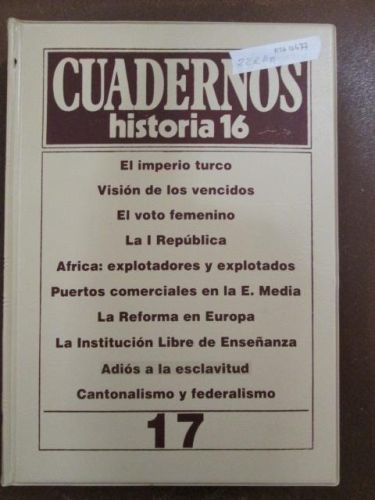 CUADERNOS
historia 16
El imperio turco
Visión de los vencidos
El voto femenino
La I República
Africa: explotadores y explotados
Puertos comerciales en la E. Media
La Reforma en Europa
La Institución Libre de Enseñanza
Adiós a la esclavitud
Cantonalismo y federalismo
17